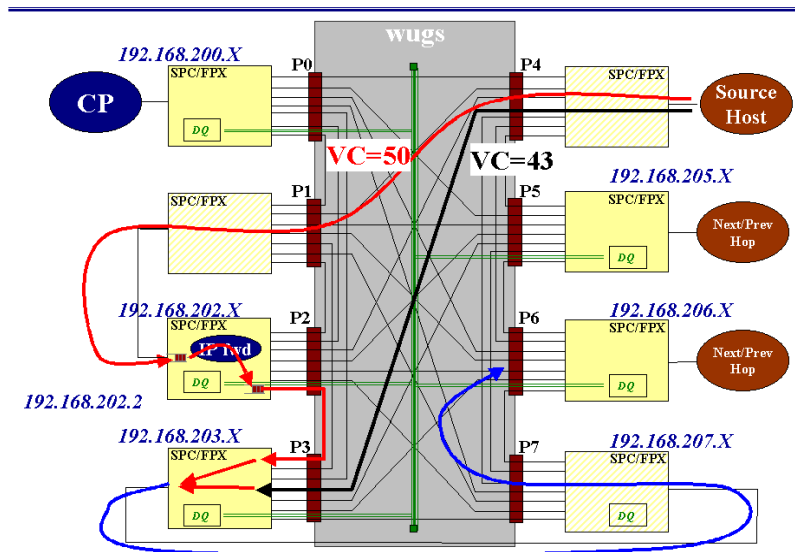 wugs
192.168.200.X
P0
P4
SPC/FPX
SPC/FPX
CP
DQ
Source
Host
VC=50
VC=43
192.168.205.X
P1
P5
SPC/FPX
SPC/FPX
Next/Prev
Hop
DQ
192.168.202.X
P2
P6
192.168.206.X
SPC/FPX
SPC/FPX
IP fwd
Next/Prev
Hop
DQ
DQ
192.168.202.2
192.168.203.X
P3
P7
192.168.207.X
SPC/FPX
SPC/FPX
DQ